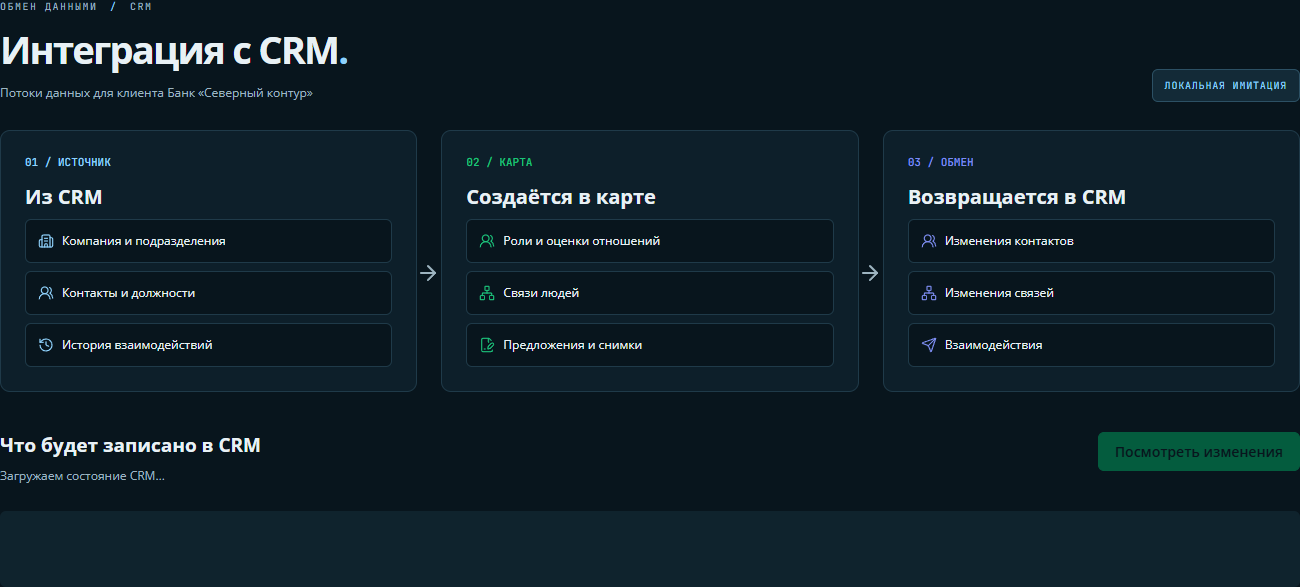 ОБМЕН ДАННЫМИ / CRM
Интеграция с CRM.
Потоки данных для клиента Банк «Северный контур»
ЛОКАЛЬНАЯ ИМИТАЦИЯ
01 / ИСТОЧНИК
Из CRM
Компания и подразделения
Контакты и должности
История взаимодействий
02 / КАРТА
Создаётся в карте
Роли и оценки отношений
Связи людей
Предложения и снимки
03 / ОБМЕН
Возвращается в CRM
Изменения контактов
Изменения связей
Взаимодействия
Что будет записано в CRM
Загружаем состояние CRM...
Посмотреть изменения